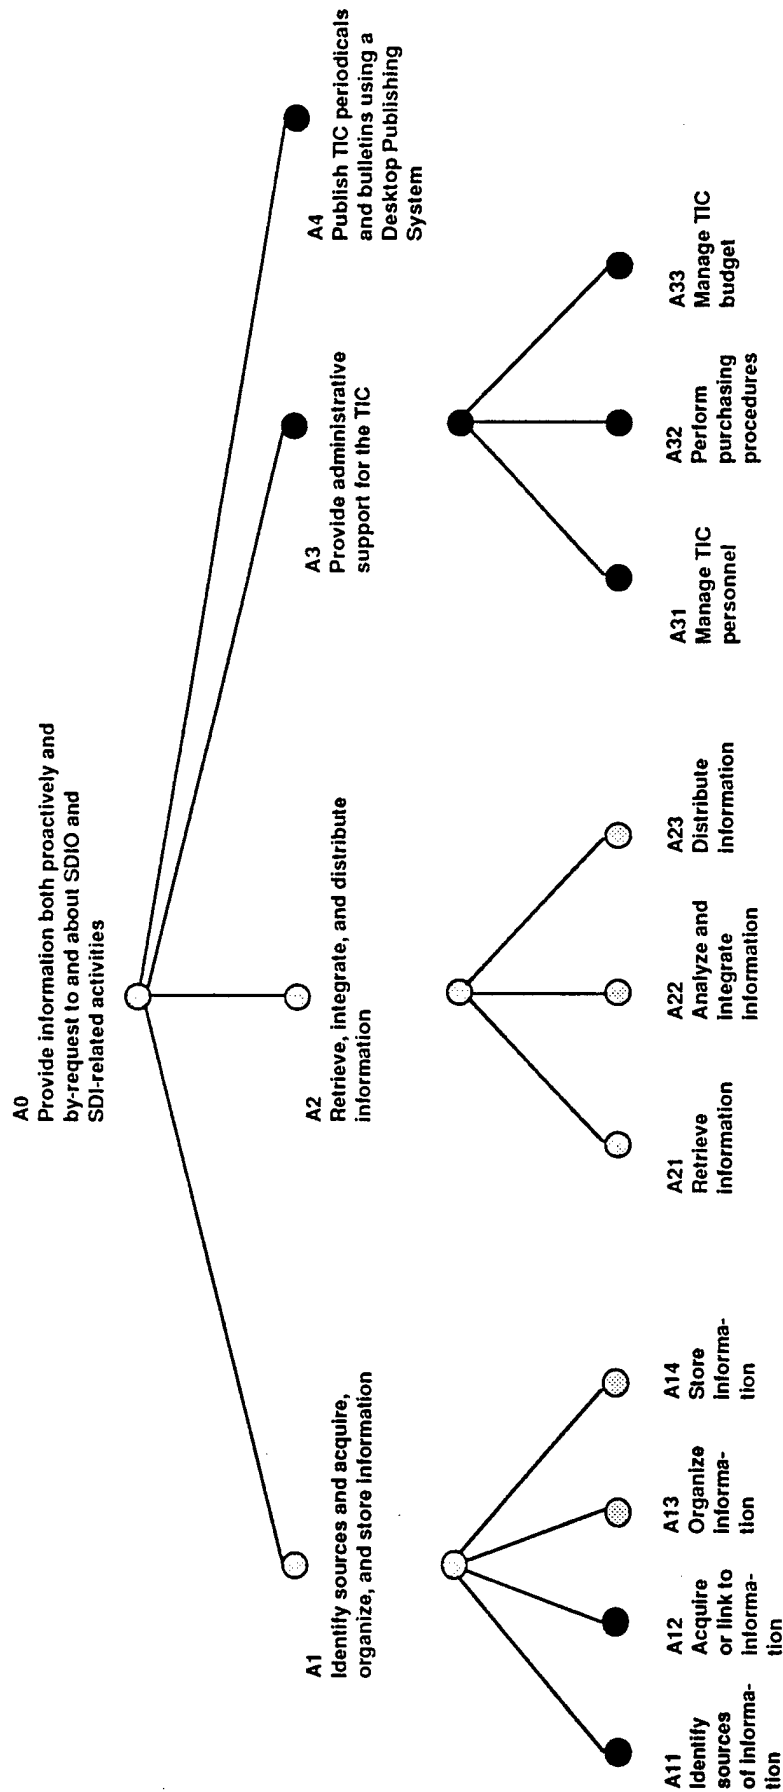 A0
Provide information both proactively and
by-request to and about SDIO and
SDI-related activities
A1
Identify sources and acquire,
organize, and store information
A2
Retrieve, integrate, and distribute
information
A3
Provide administrative
support for the TIC
A4
Publish TIC periodicals
and bulletins using a
Desktop Publishing
System
A11
Identify
sources
of informa-
tion
A12
Acquire
or link to
informa-
tion
A13
Organize
informa-
tion
A14
Store
informa-
tion
A21
Retrieve
information
A22
Analyze and
integrate
information
A23
Distribute
information
A31
Manage TIC
personnel
A32
Perform
purchasing
procedures
A33
Manage TIC
budget